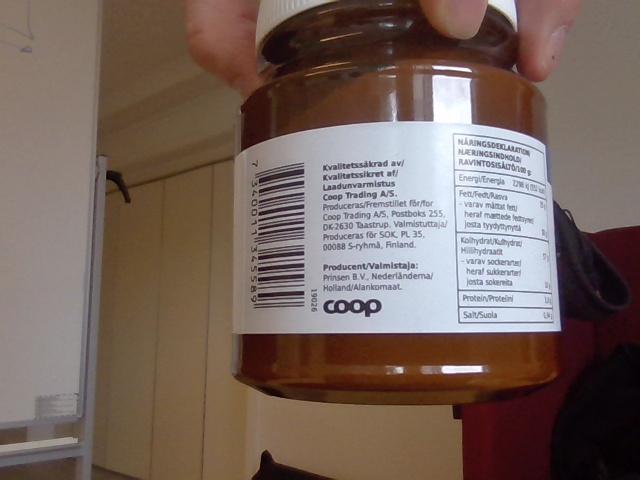 7 340011 345589
Kvalitetssäkrad av/
Kvalitetssikret af/
Laadunvarmistus
Coop Trading A/S.
Produceras/Fremstillet för/for
Coop Trading A/S, Postboks 255,
DK-2630 Taastrup. Valmistuttaja/
Produceras för SOK, PL 35,
00088 S-ryhmä, Finland.
Producent/Valmistaja:
Prinsen B.V., Nederländerna/
Holland/Alankomaat.
19026
coop
NÄRINGSDEKLARATION
NÆRINGSINDHOLD/
RAVINTOSISÄLTÖ/100 g:
Energi/Energia
Fett/Fedt/Rasva
- varav mättat fett/
heraf mættede fedtsyrer/
josta tyydyttynyttä
Kolhydrat/Kulhydrat/
Hiilihydraatit
- varav sockerarter/
heraf sukkerarter/
josta sokereita
Protein/Proteiini
Salt/Suola